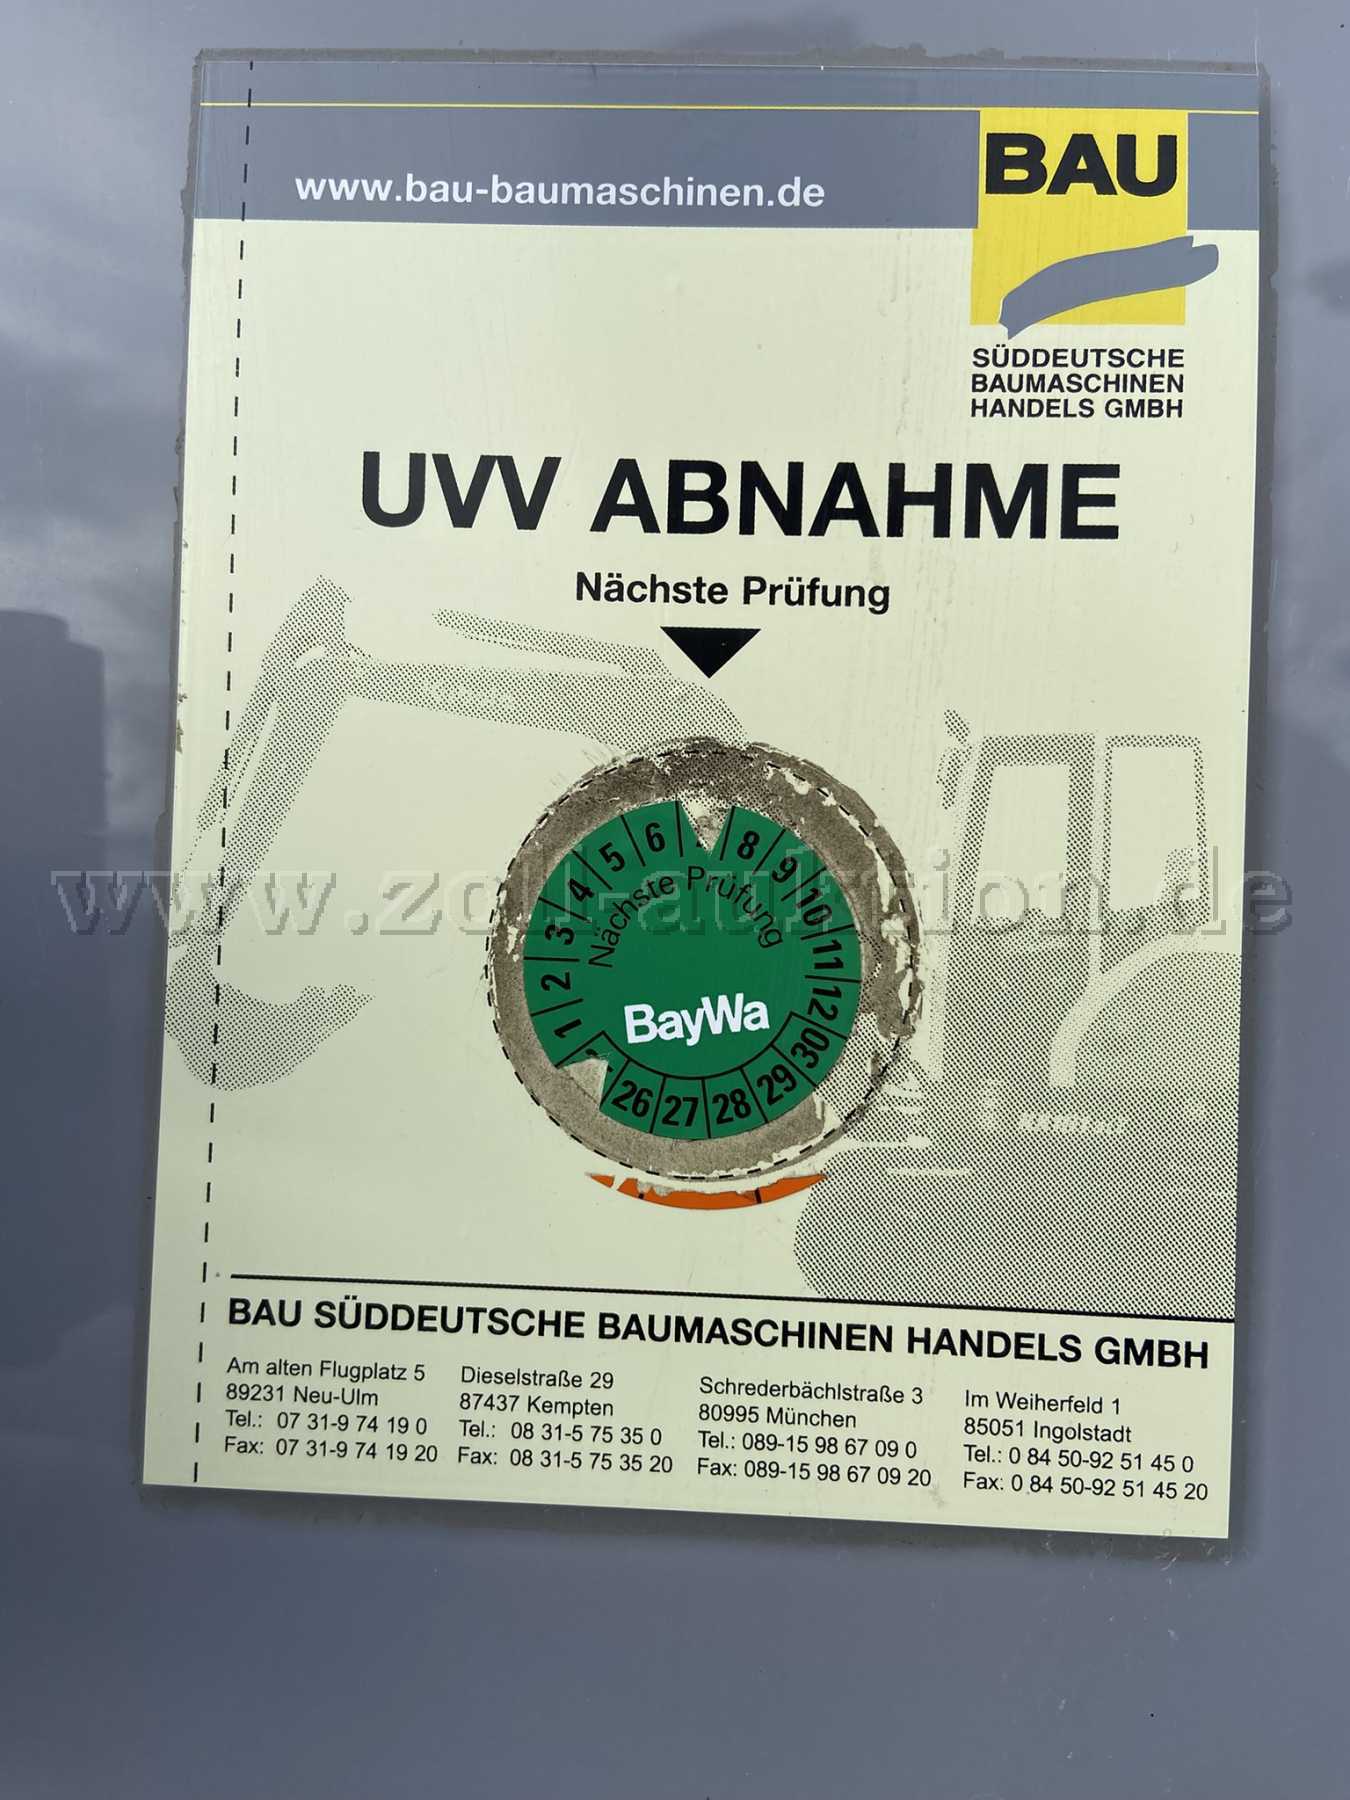 www.bau-baumaschinen.de
BAU
SÜDDEUTSCHE
BAUMASCHINEN
HANDELS GMBH
UVV ABNAHME
Nächste Prüfung
1 2 3 4 5 6 8 9 10 11 12
Nächste Prüfung
BayWa
26 27 28 29 30
www.zoll-auktion.de
BAU SÜDDEUTSCHE BAUMASCHINEN HANDELS GMBH
Am alten Flugplatz 5
89231 Neu-Ulm
Tel.: 07 31-9 74 19 0
Fax: 07 31-9 74 19 20
Dieselstraße 29
87437 Kempten
Tel.: 08 31-5 75 35 0
Fax: 08 31-5 75 35 20
Schrederbächlstraße 3
80995 München
Tel.: 089-15 98 67 09 0
Fax: 089-15 98 67 09 20
Im Weiherfeld 1
85051 Ingolstadt
Tel.: 0 84 50-92 51 45 0
Fax: 0 84 50-92 51 45 20